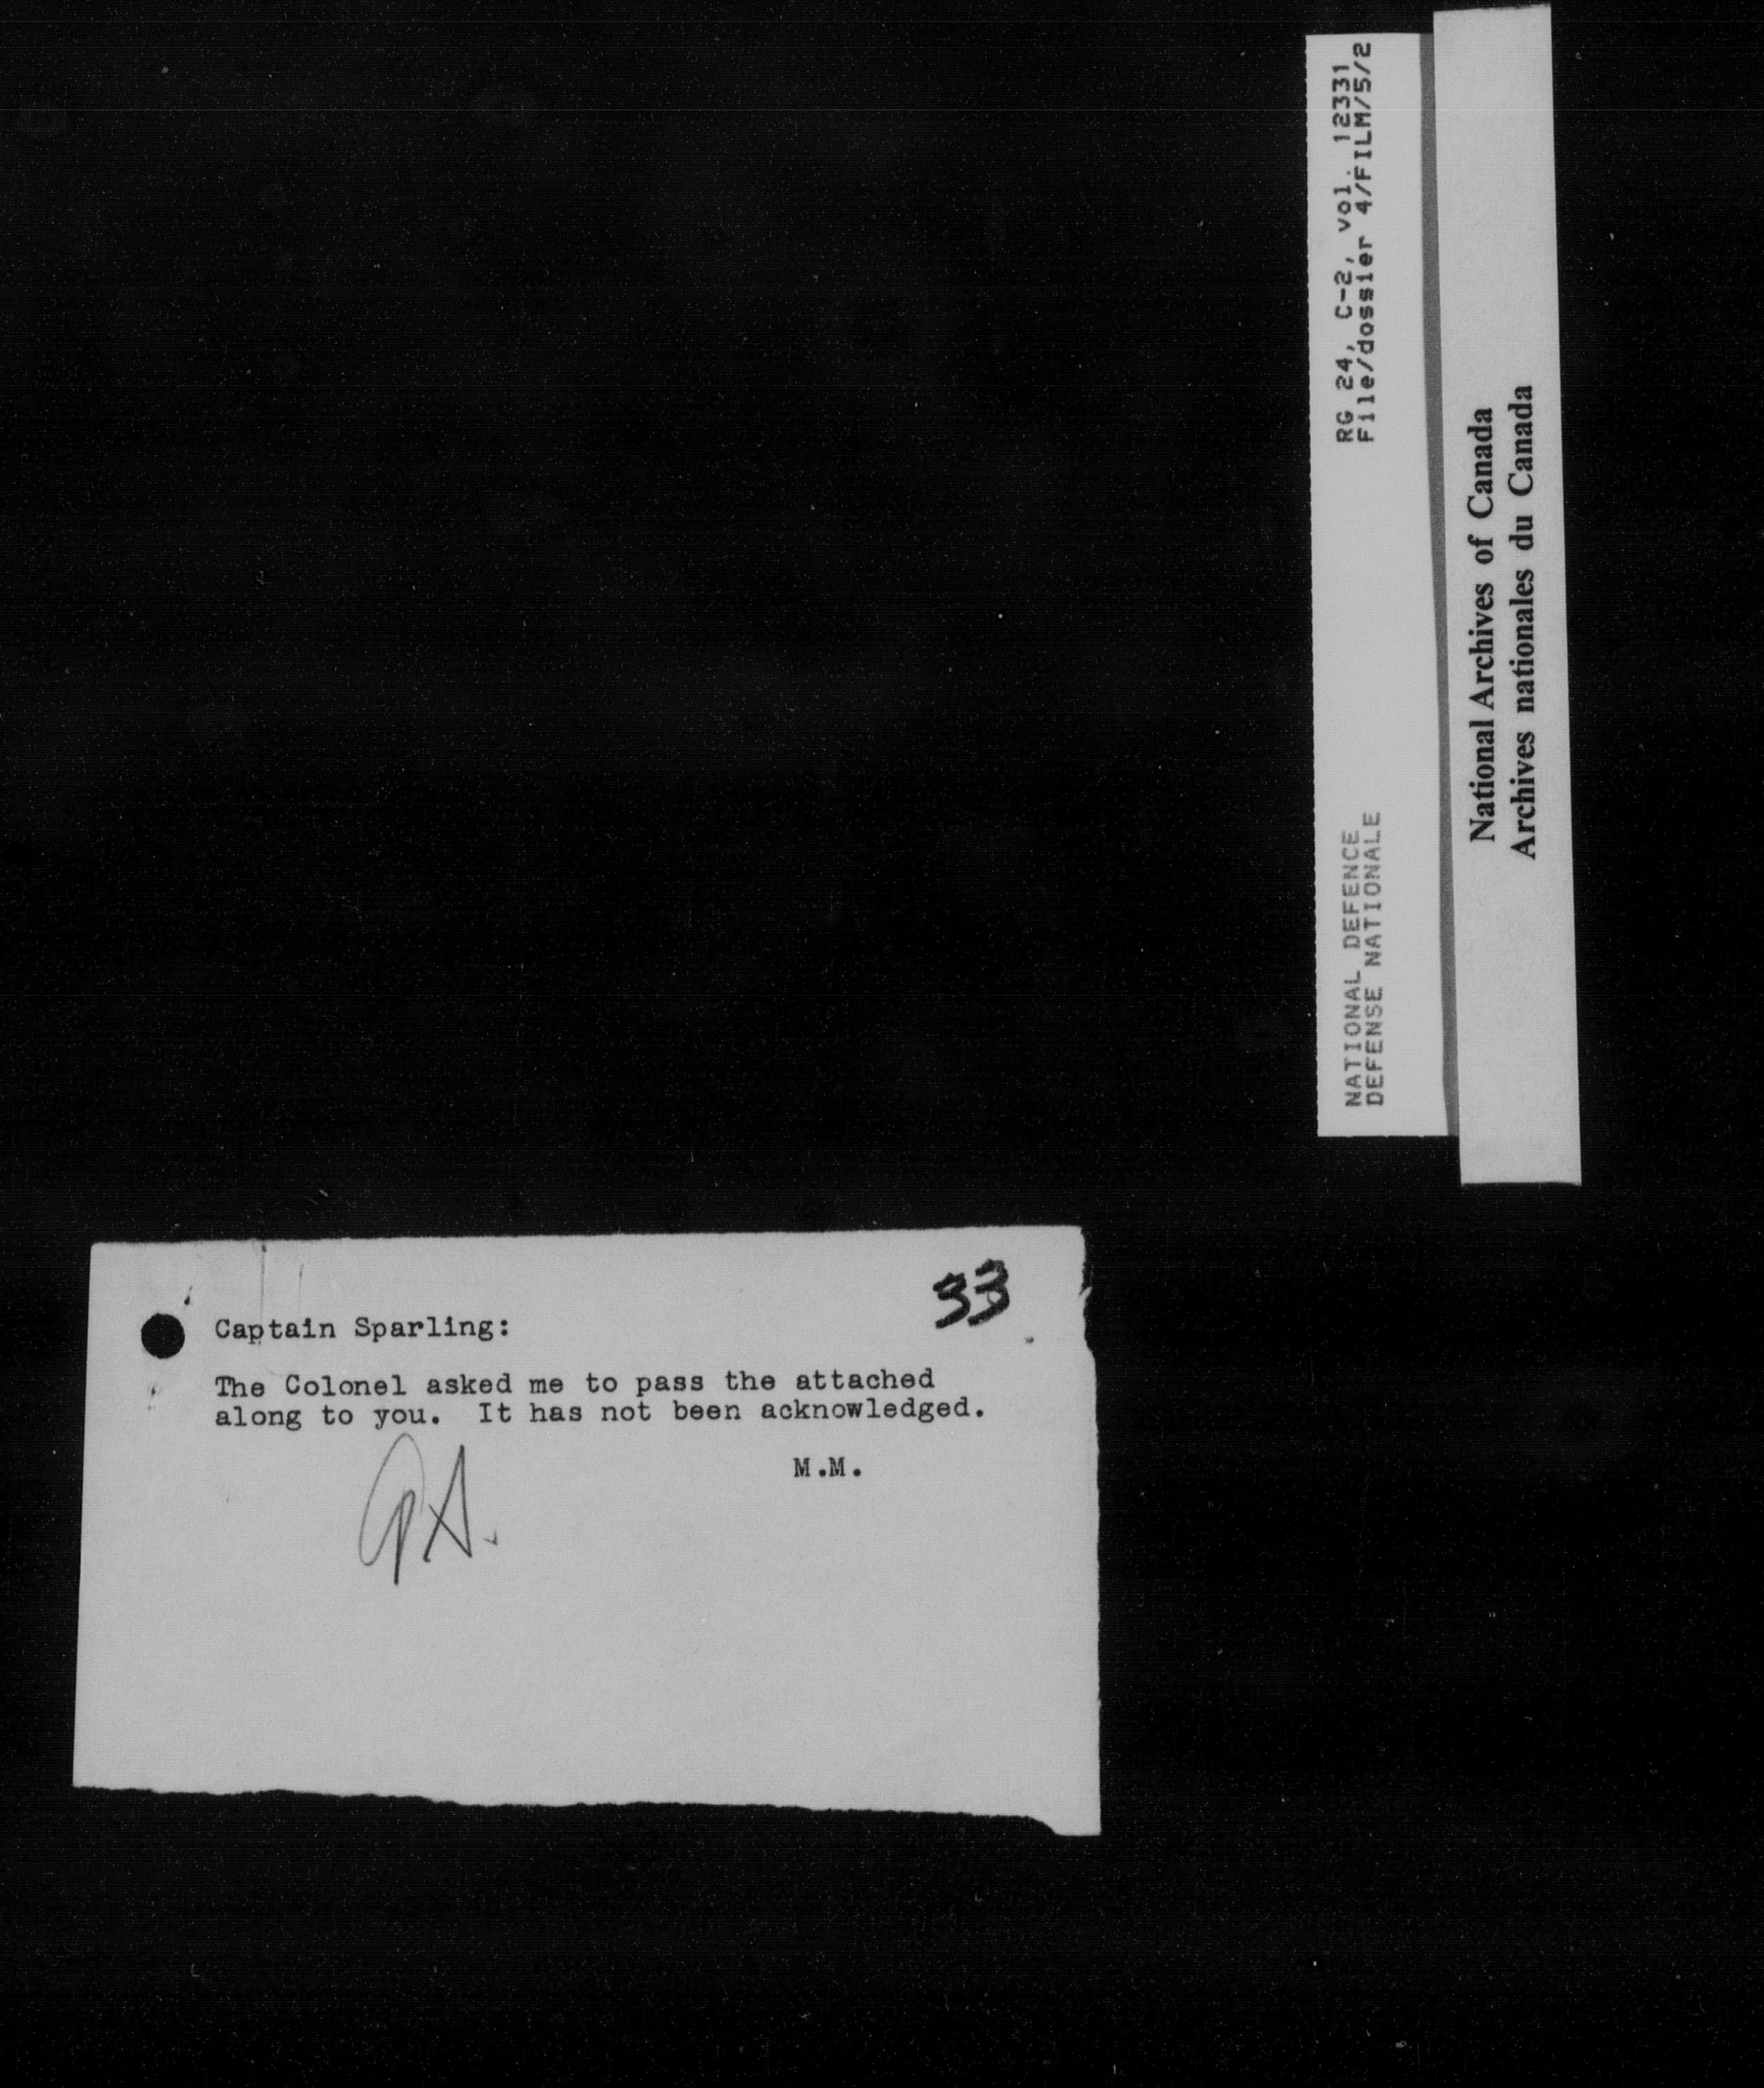 RG 24, C-2, vol. 12331
File/dossier 4/FILM/5/2
NATIONAL DEFENCE
DEFENSE NATIONALE
National Archives of Canada
Archives nationales du Canada
33
Captain Sparling:
The Colonel asked me to pass the attached
along to you. It has not been acknowledged.
M.M.